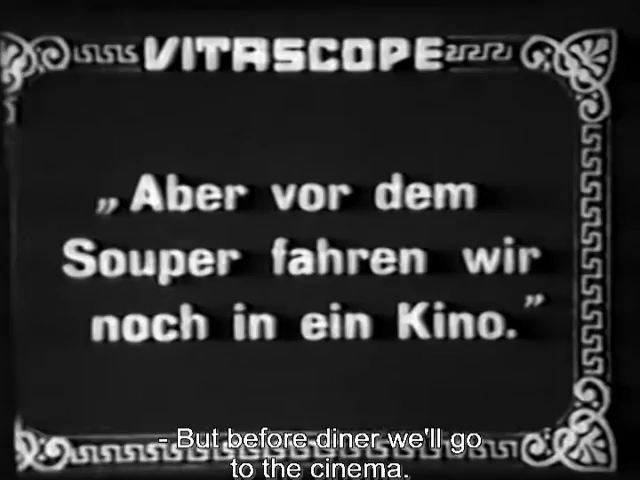 VITASCOPE
„Aber vor dem
Souper fahren wir
noch in ein Kino.”
- But before diner we'll go
to the cinema.